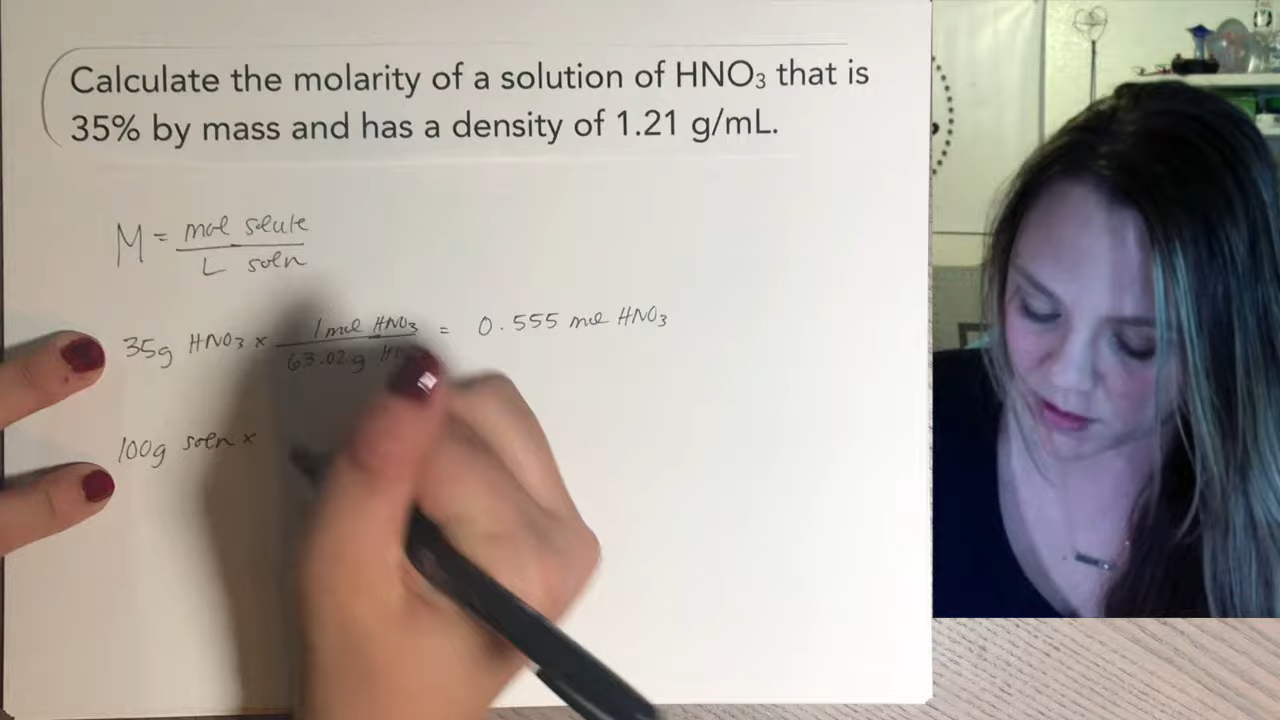 Calculate the molarity of a solution of HNO₃ that is
35% by mass and has a density of 1.21 g/mL.
M = mol solute
L soln
35g HNO₃ x 1 mol HNO₃ = 0.555 mol HNO₃
63.02g
100g soln x